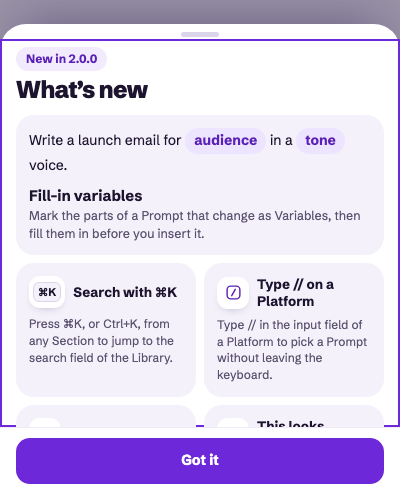 New in 2.0.0
What's new
Write a launch email for audience in a tone
voice.
Fill-in variables
Mark the parts of a Prompt that change as Variables, then
fill them in before you insert it.
⌘K
Search with ⌘K
Press ⌘K, or Ctrl+K, from
any Section to jump to the
search field of the Library.
/
Type // on a
Platform
Type // in the input field of
a Platform to pick a Prompt
without leaving the
keyboard.
This looks
Got it